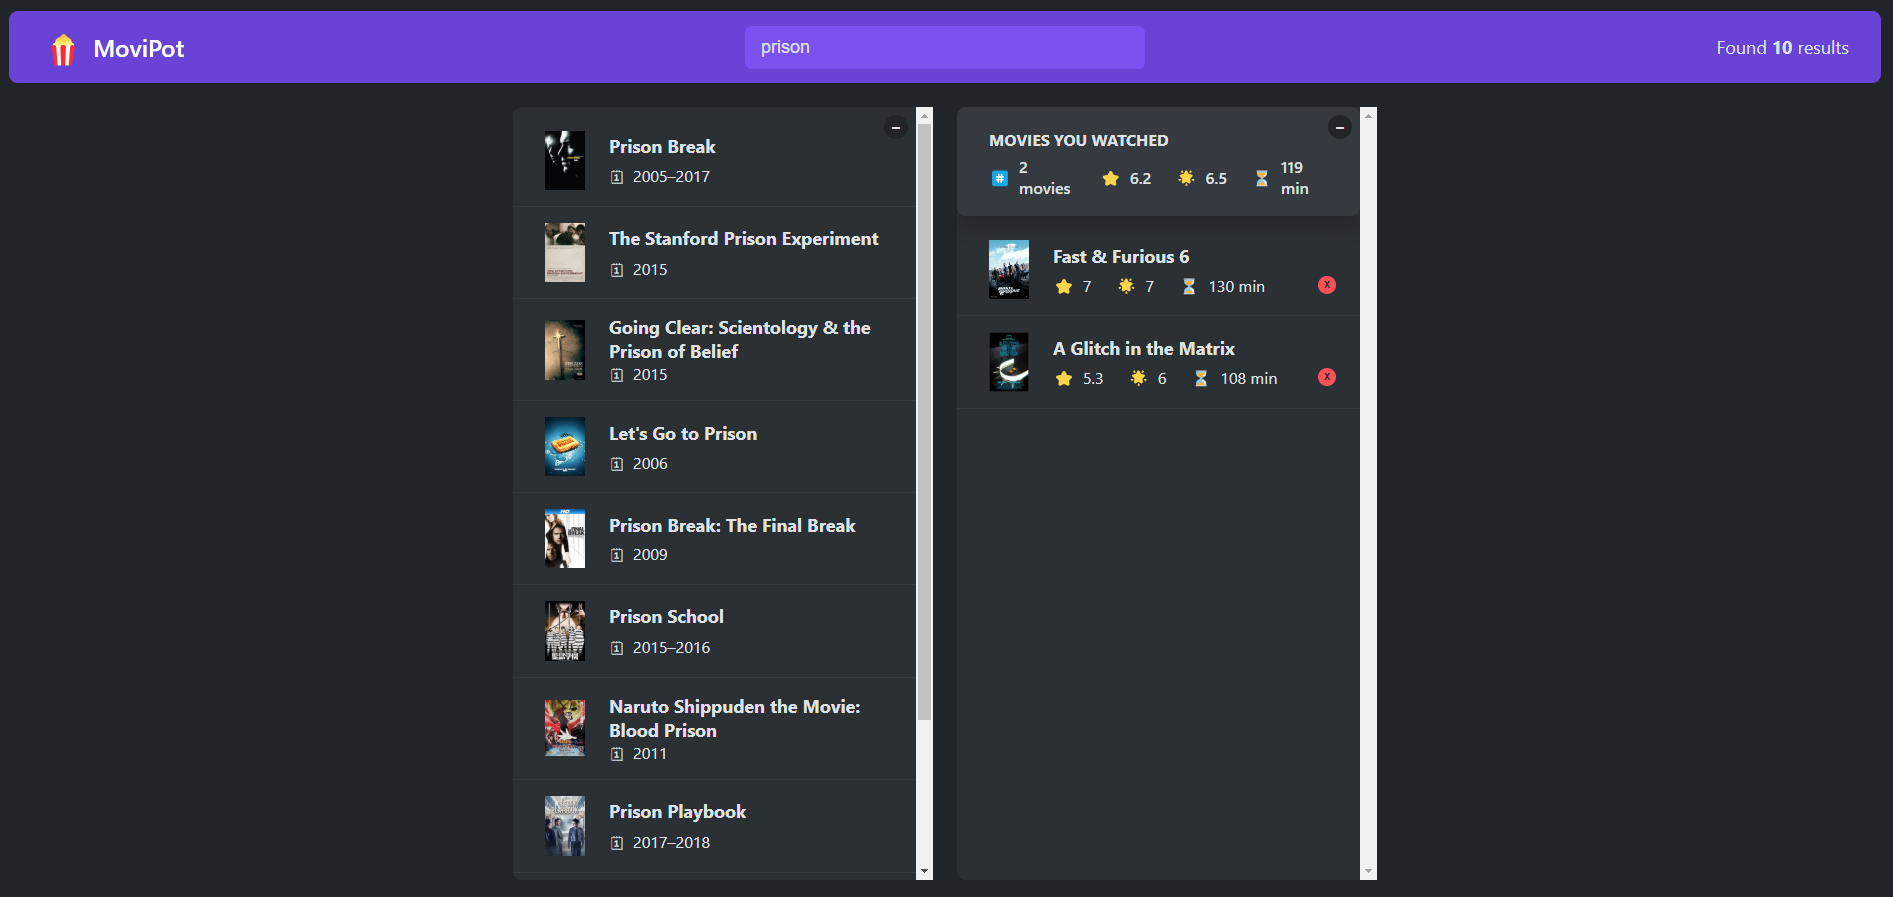 MoviPot
prison
Found 10 results
Prison Break
2005–2017
The Stanford Prison Experiment
2015
Going Clear: Scientology & the
Prison of Belief
2015
Let's Go to Prison
2006
Prison Break: The Final Break
2009
Prison School
2015–2016
Naruto Shippuden the Movie:
Blood Prison
2011
Prison Playbook
2017–2018
MOVIES YOU WATCHED
# 2 movies 6.2 6.5 119 min
Fast & Furious 6
7 7 130 min X
A Glitch in the Matrix
5.3 6 108 min X